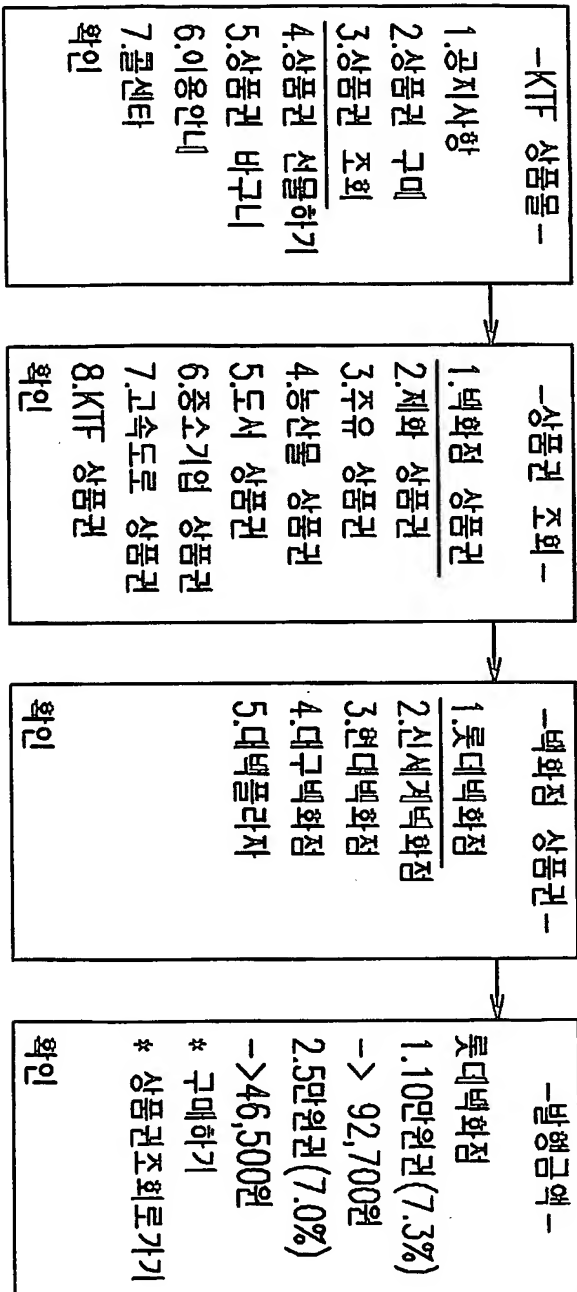 -KTF 상품몰-
1.공지사항
2.상품권 구매
3.상품권 조회
4.상품권 선물하기
5.상품권 바구니
6.이용안내
7.콜센타
확인
-상품권 조회-
1.백화점 상품권
2.제화 상품권
3.주유 상품권
4.농산물 상품권
5.도서 상품권
6.중소기업 상품권
7.고속도로 상품권
8.KTF 상품권
확인
-백화점 상품권-
1.롯데백화점
2.신세계백화점
3.현대백화점
4.대구백화점
5.대백플라자
확인
-발행금액-
롯데백화점
1.10만원권(7.3%)
-> 92,700원
2.5만원권(7.0%)
->46,500원
* 구매하기
* 상품권조회로가기
확인